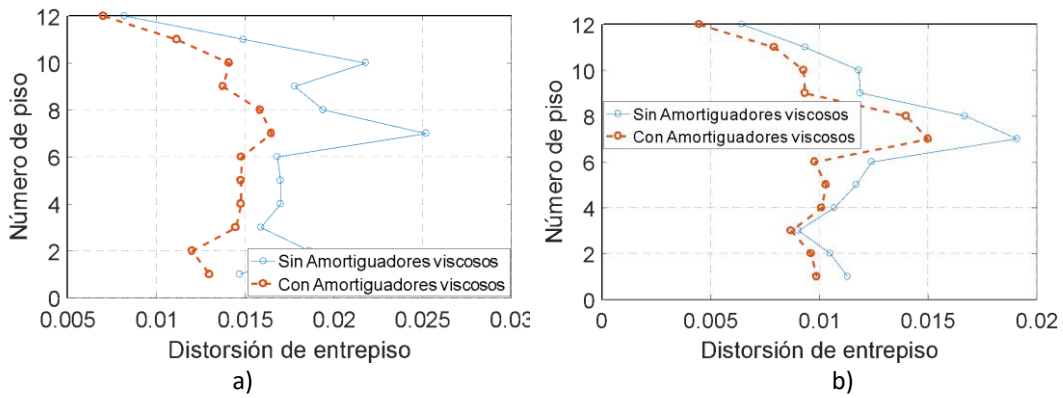 Número de piso
12
10
8
6
4
2
0
Sin Amortiguadores viscosos
Con Amortiguadores viscosos
0.005
0.01
0.015
0.02
0.025
0.03
Distorsión de entrepiso
a)
Número de piso
12
10
8
6
4
2
0
Sin Amortiguadores viscosos
Con Amortiguadores viscosos
0
0.005
0.01
0.015
0.02
Distorsión de entrepiso
b)